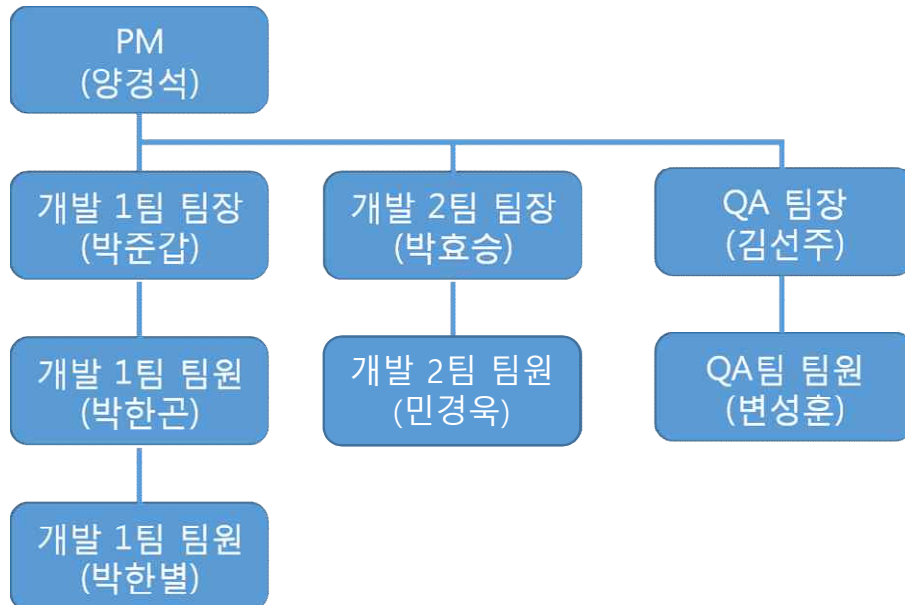 PM
(양경석)
개발 1팀 팀장
(박준갑)
개발 2팀 팀장
(박효승)
QA 팀장
(김선주)
개발 1팀 팀원
(박한곤)
개발 2팀 팀원
(민경욱)
QA팀 팀원
(변성훈)
개발 1팀 팀원
(박한별)